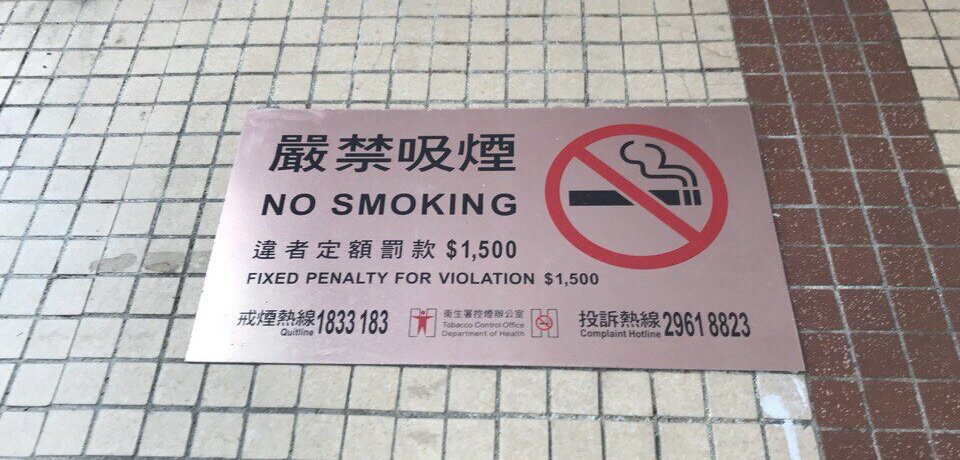 嚴禁吸煙
NO SMOKING
違者定額罰款 $1,500
FIXED PENALTY FOR VIOLATION $1,500
戒煙熱線 1833 183
Quitline
衞生署控煙辦公室
Tobacco Control Office
Department of Health
投訴熱線 2961 8823
Complaint Hotline